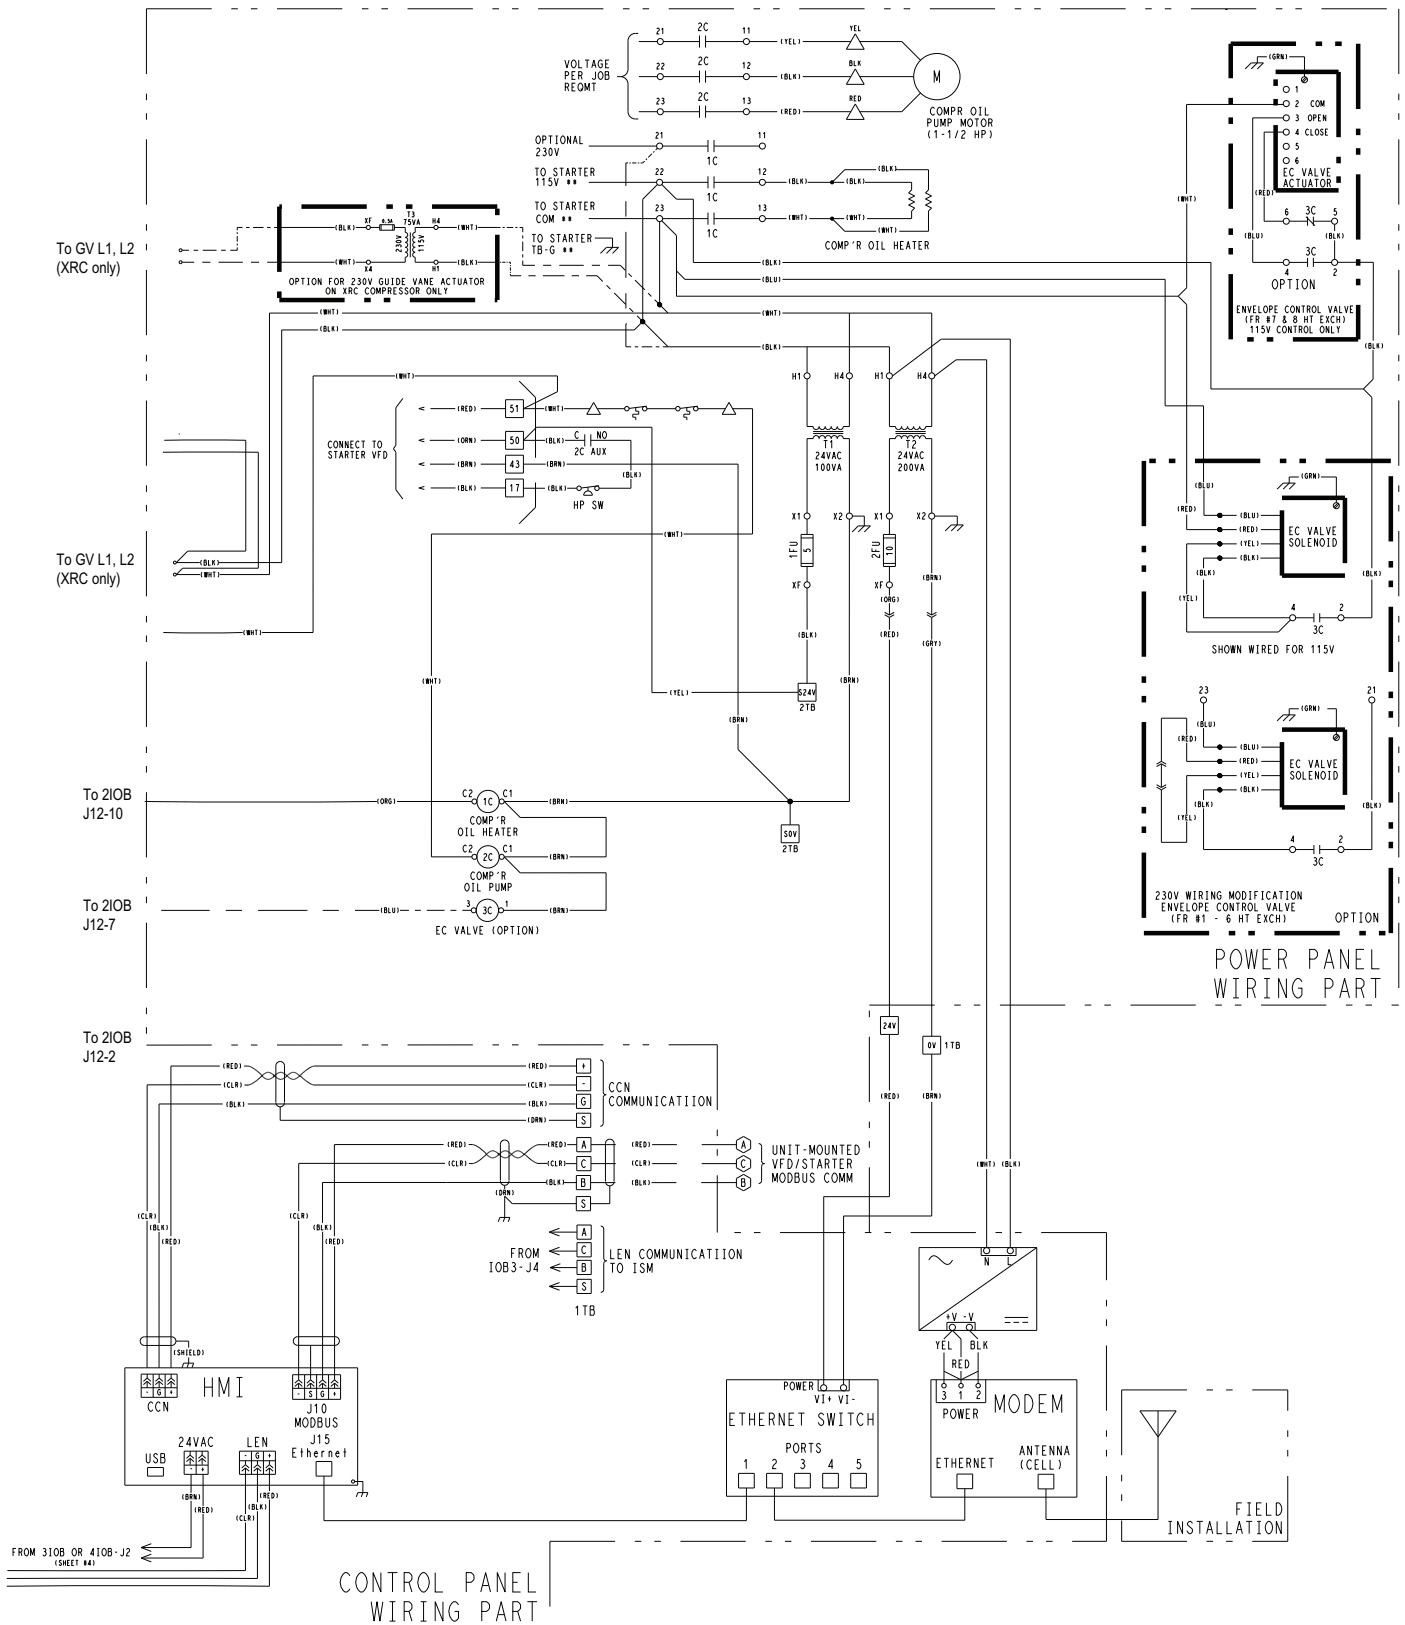 VOLTAGE
PER JOB
REQMT
21
2C
11
(YEL)
YEL
22
2C
12
(BLK)
BLK
23
2C
13
(RED)
RED
M
COMPR OIL
PUMP MOTOR
(1-1/2 HP)
OPTIONAL
230V
21
1C
11
TO STARTER
115V **
22
1C
12
(BLK)
(BLK)
(BLK)
TO STARTER
COM **
23
1C
13
(WHT)
(WHT)
(WHT)
COMP'R OIL HEATER
TO STARTER
TB-G **
(GRN)
1
2 COM
3 OPEN
4 CLOSE
5
6
EC VALVE
ACTUATOR
(RED)
(WHT)
6
3C
5
(BLU)
(BLK)
4
3C
2
OPTION
ENVELOPE CONTROL VALVE
(FR #7 & 8 HT EXCH)
115V CONTROL ONLY
(BLK)
To GV L1, L2
(XRC only)
(BLK)
XF
0.5A
T3
75VA
H4
(WHT)
230V
115V
(WHT)
X4
H1
(BLK)
OPTION FOR 230V GUIDE VANE ACTUATOR
ON XRC COMPRESSOR ONLY
(BLK)
(BLU)
(WHT)
(BLK)
(WHT)
(BLK)
(WHT)
H1
H4
H1
H4
T1
24VAC
100VA
T2
24VAC
200VA
CONNECT TO
STARTER VFD
(RED)
51
(WHT)
(ORN)
50
(BLK)
C
NO
2C AUX
(BRN)
43
(BRN)
(BLK)
(BLK)
17
(BLK)
HP SW
(WHT)
X1
X2
X1
X2
1FU
5
2FU
10
XF
XF
(ORG)
(BRN)
(RED)
(GRY)
(BLK)
To GV L1, L2
(XRC only)
(BLK)
(WHT)
(WHT)
(WHT)
(YEL)
S24V
2TB
(BRN)
(BRN)
(BLU)
(RED)
(GRN)
(BLU)
(RED)
(YEL)
(BLK)
EC VALVE
SOLENOID
(BLK)
(YEL)
(BLK)
4
3C
2
SHOWN WIRED FOR 115V
23
21
(BLU)
(RED)
(GRN)
(BLU)
(RED)
(YEL)
(BLK)
EC VALVE
SOLENOID
(BLK)
(YEL)
(BLK)
4
3C
2
230V WIRING MODIFICATION
ENVELOPE CONTROL VALVE
(FR #1 - 6 HT EXCH)
OPTION
POWER PANEL
WIRING PART
To 2IOB
J12-10
(ORG)
C2
1C
C1
(BRN)
COMP'R
OIL HEATER
S0V
2TB
C2
2C
C1
(BRN)
COMP'R
OIL PUMP
To 2IOB
J12-7
(BLU)
3
3C
1
(BRN)
EC VALVE (OPTION)
24V
0V
1TB
To 2IOB
J12-2
(RED)
(RED)
+
(CLR)
(CLR)
-
(BLK)
(BLK)
G
(DRN)
S
CCN
COMMUNICATIION
(RED)
(BRN)
(RED)
(RED)
A
(RED)
A
(CLR)
(CLR)
C
(CLR)
C
(BLK)
B
(BLK)
B
(DRN)
S
UNIT-MOUNTED
VFD/STARTER
MODBUS COMM
(WHT)
(BLK)
(CLR)
(BLK)
(RED)
(CLR)
(BLK)
(RED)
FROM
IOB3-J4
A
C
B
S
LEN COMMUNICATIION
TO ISM
1TB
N
L
+V -V
YEL
BLK
RED
(SHIELD)
HMI
- G +
CCN
- S G +
J10
MODBUS
J15
Ethernet
24VAC
- +
LEN
- G +
USB
(BRN)
(RED)
(CLR)
(BLK)
(RED)
POWER
VI+ VI-
ETHERNET SWITCH
PORTS
1 2 3 4 5
3 1 2
POWER
MODEM
ETHERNET
ANTENNA
(CELL)
FIELD
INSTALLATION
FROM 3IOB OR 4IOB-J2
(SHEET #4)
CONTROL PANEL
WIRING PART